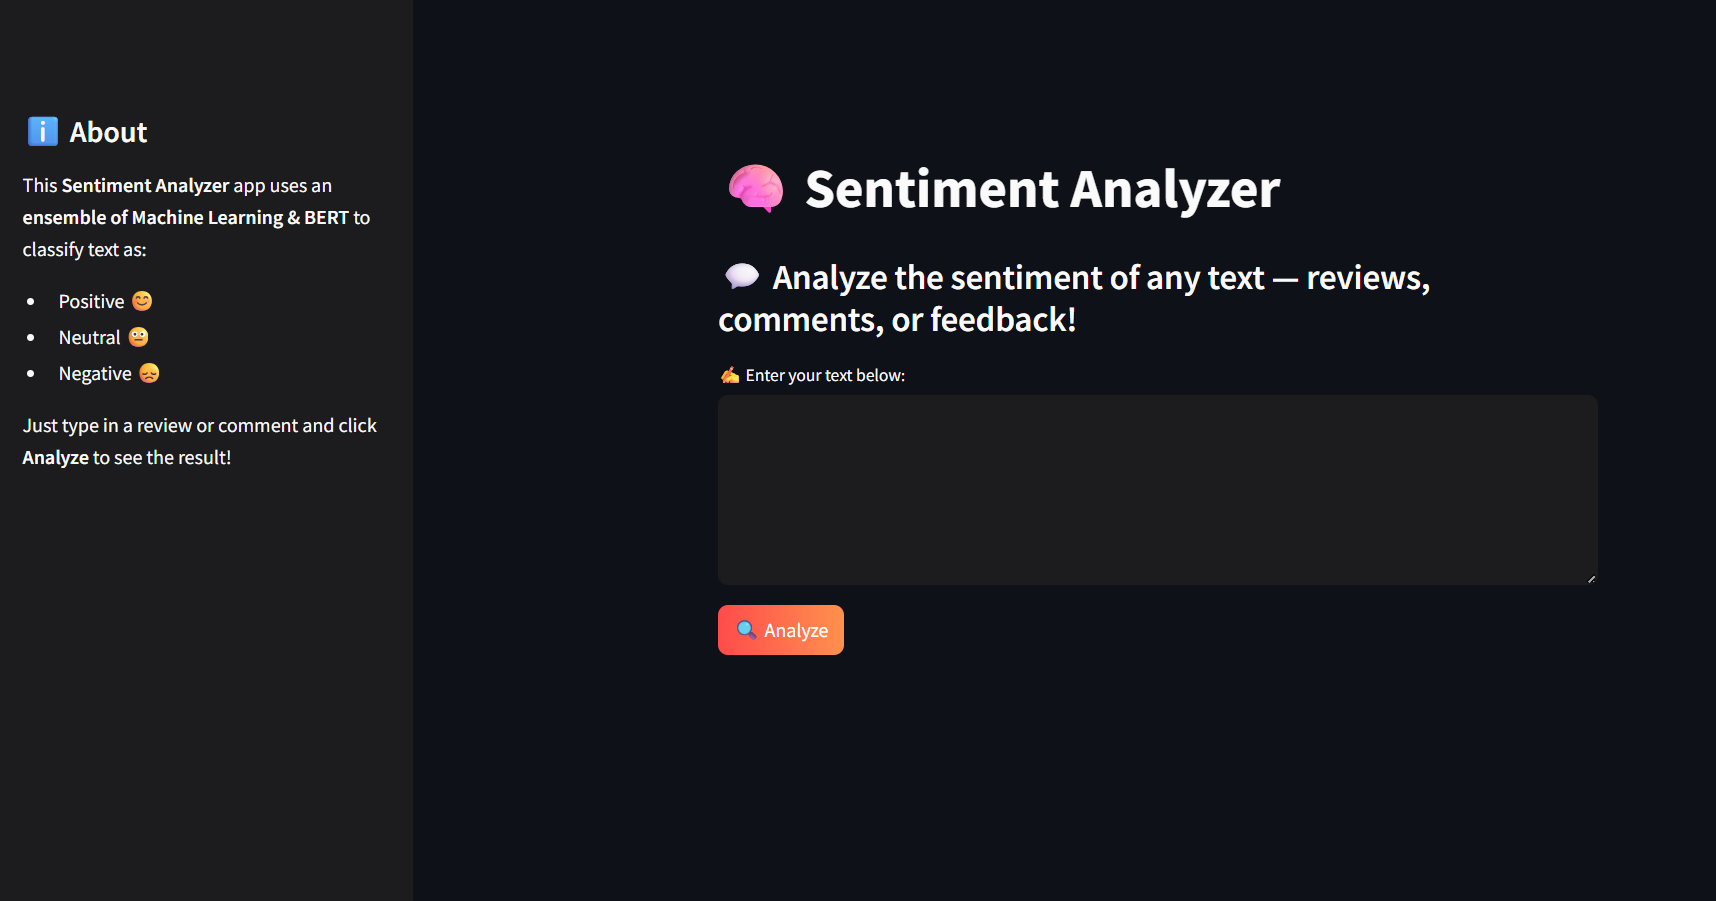 ℹ️ About
This Sentiment Analyzer app uses an
ensemble of Machine Learning & BERT to
classify text as:
• Positive 😊
• Neutral 😐
• Negative 😞
Just type in a review or comment and click
Analyze to see the result!
🧠 Sentiment Analyzer
💬 Analyze the sentiment of any text — reviews,
comments, or feedback!
✍️ Enter your text below:
🔍 Analyze